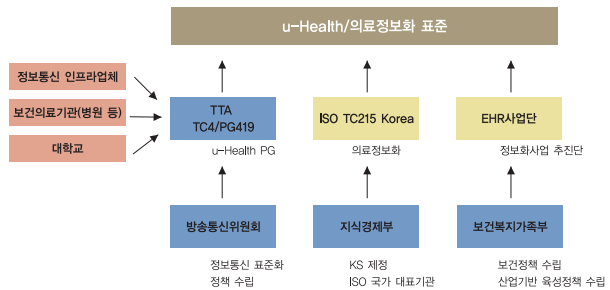 u-Health/의료정보화 표준
정보통신 인프라업체
보건의료기관(병원 등)
대학교
TTA
TC4/PG419
u-Health PG
ISO TC215 Korea
의료정보화
EHR사업단
정보화사업 추진단
방송통신위원회
정보통신 표준화
정책 수립
지식경제부
KS 제정
ISO 국가 대표기관
보건복지가족부
보건정책 수립
산업기반 육성정책 수립